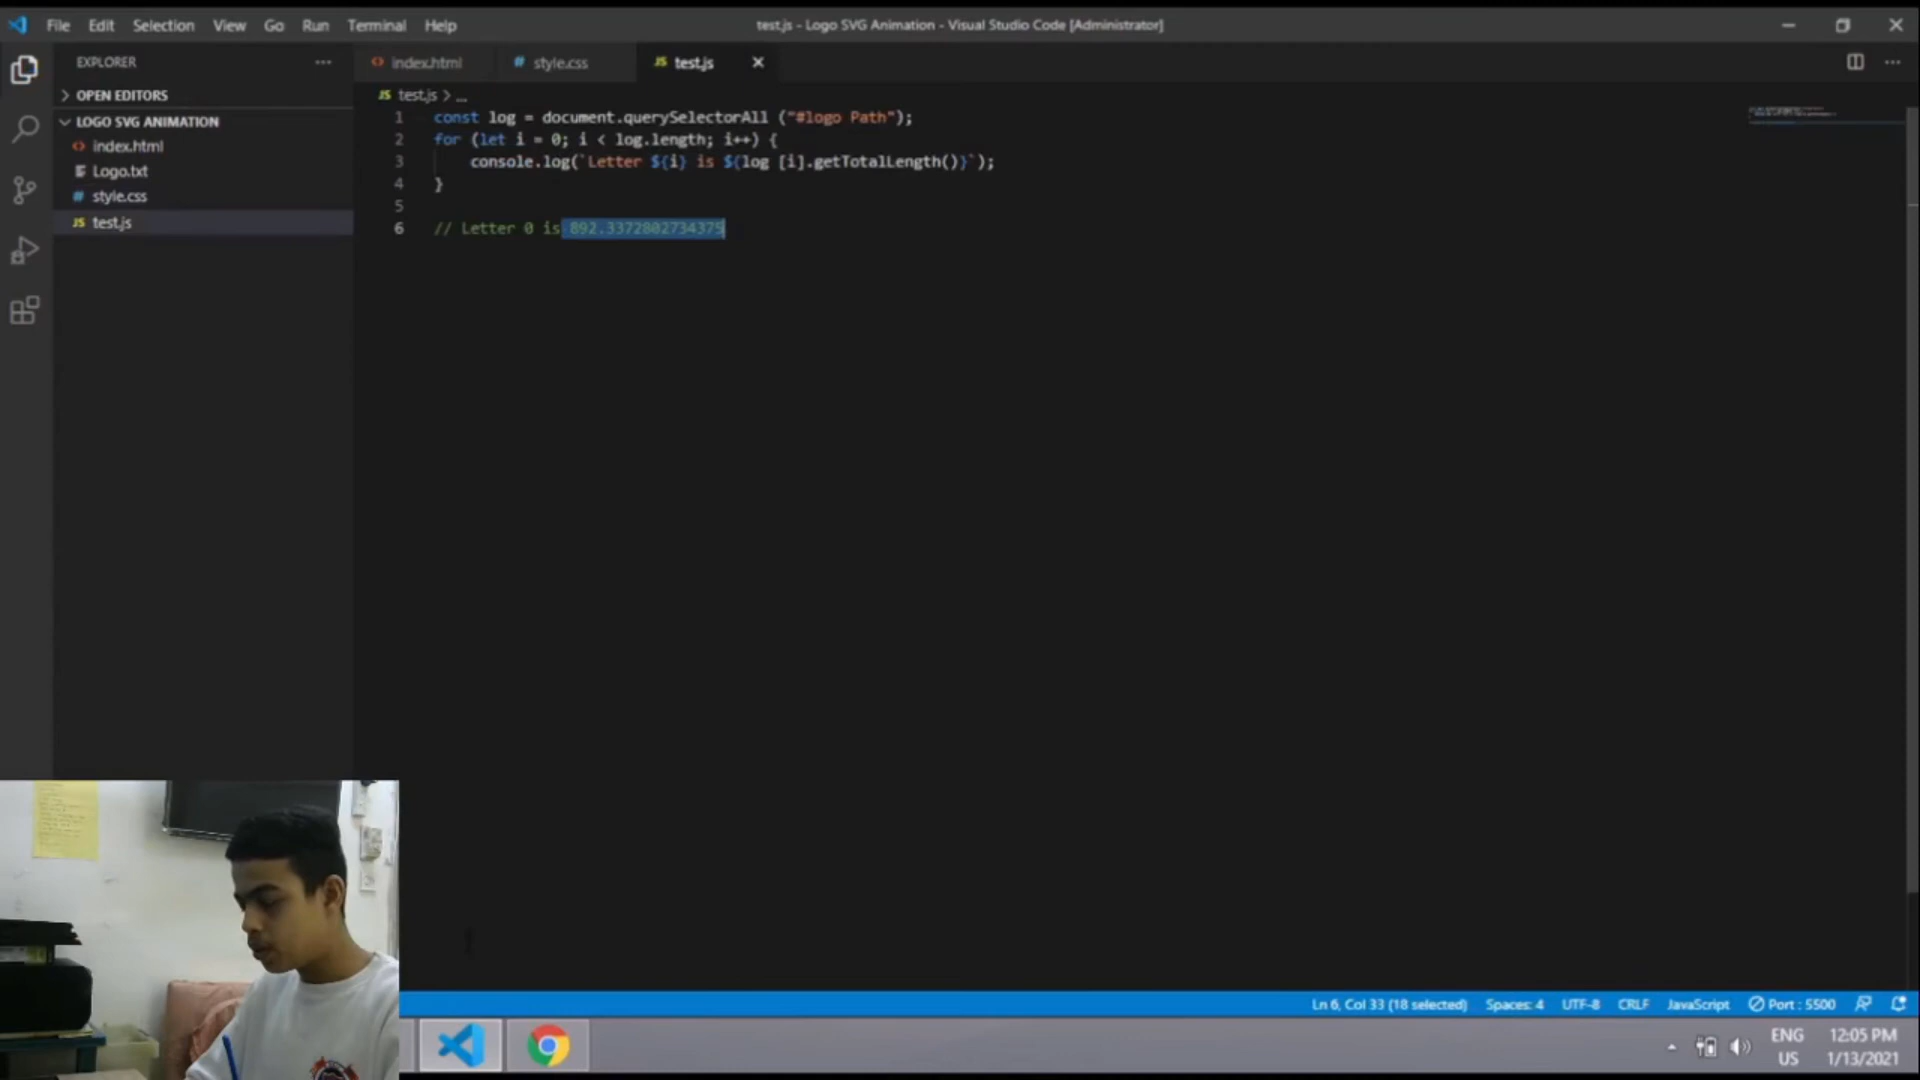 File Edit Selection View Go Run Terminal Help
test.js - Logo SVG Animation - Visual Studio Code [Administrator]
EXPLORER
OPEN EDITORS
LOGO SVG ANIMATION
index.html
Logo.txt
style.css
JS test.js
index.html
# style.css
JS test.js
JS test.js > ...
1 const log = document.querySelectorAll ("#logo Path");
2 for (let i = 0; i < log.length; i++) {
3 console.log(`Letter ${i} is ${log [i].getTotalLength()}`);
4 }
5
6 // Letter 0 is 892.3372802734375
Ln 6, Col 33 (18 selected) Spaces: 4 UTF-8 CRLF JavaScript Port : 5500
ENG 12:05 PM
US 1/13/2021